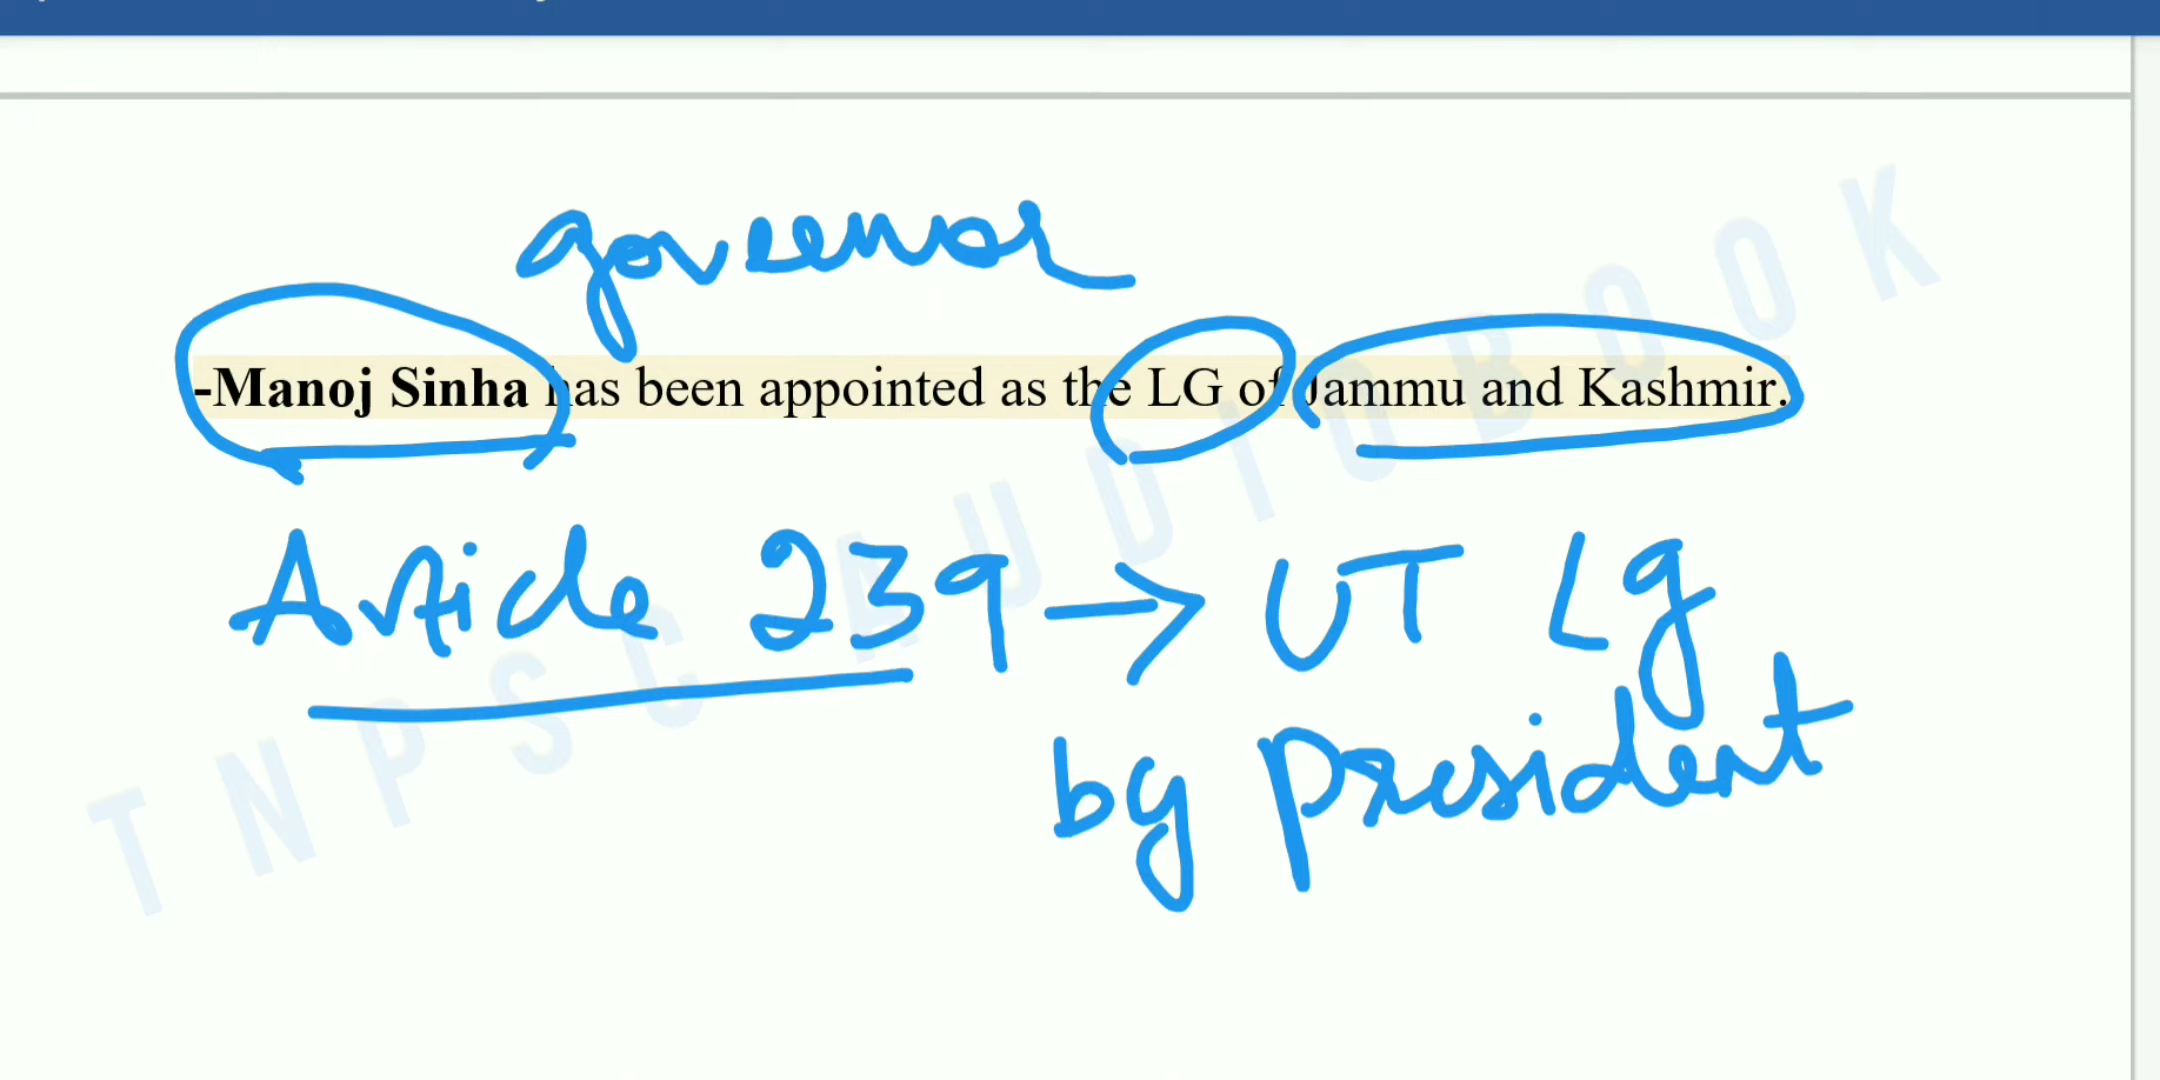 governor
-Manoj Sinha has been appointed as the LG of Jammu and Kashmir.
Article 239 → UT Lg
by President
TNPSC AUDIOBOOK